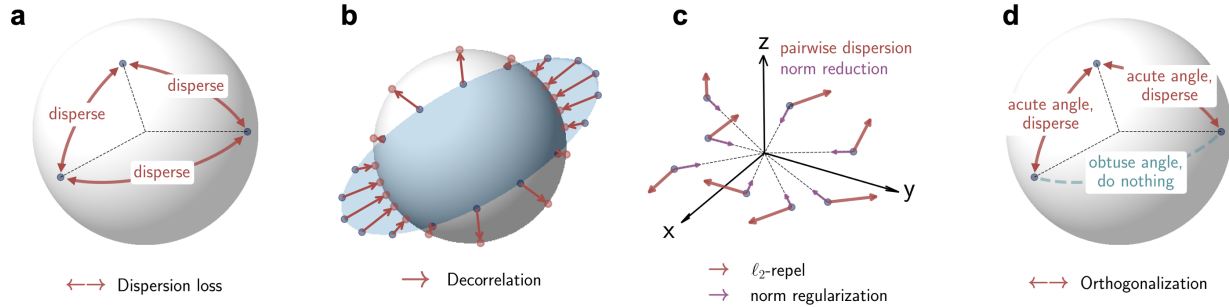 a
disperse
disperse
disperse
Dispersion loss
b
Decorrelation
c
pairwise dispersion
norm reduction
z
y
x
ℓ₂-repel
norm regularization
d
acute angle,
disperse
acute angle,
disperse
obtuse angle,
do nothing
Orthogonalization